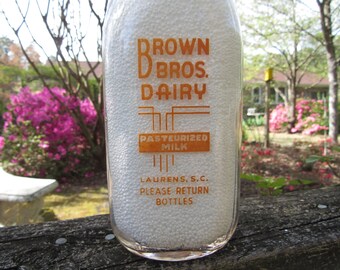 BROWN
BROS.
DAIRY
PASTEURIZED
MILK
LAURENS, S.C.
PLEASE RETURN
BOTTLES